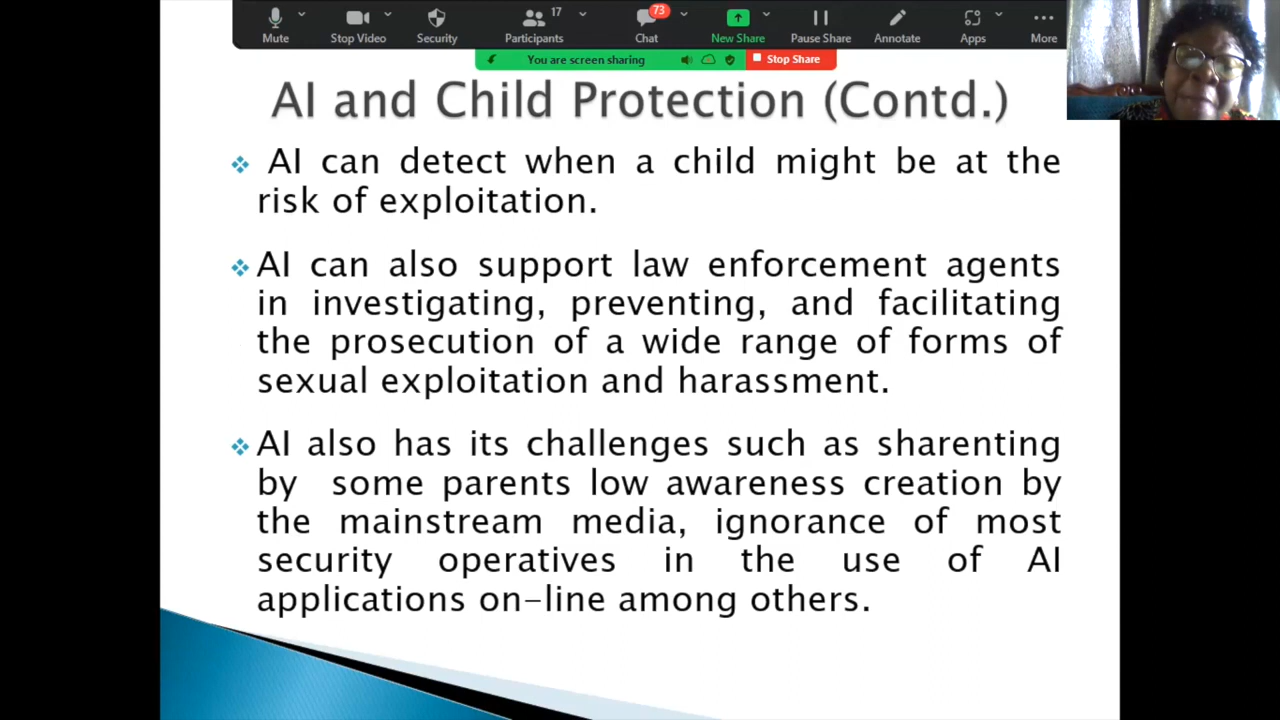 17
73
Mute
Stop Video
Security
Participants
Chat
New Share
Pause Share
Annotate
Apps
More
You are screen sharing
Stop Share
AI and Child Protection (Contd.)
AI can detect when a child might be at the
risk of exploitation.
AI can also support law enforcement agents
in investigating, preventing, and facilitating
the prosecution of a wide range of forms of
sexual exploitation and harassment.
AI also has its challenges such as sharenting
by some parents low awareness creation by
the mainstream media, ignorance of most
security operatives in the use of AI
applications on-line among others.